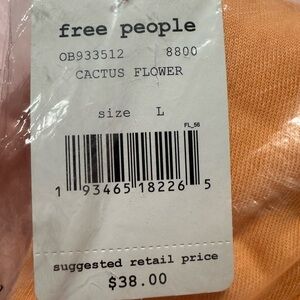 free people
OB933512 8800
CACTUS FLOWER
size L
FL_56
1 93465 18226 5
suggested retail price
$38.00